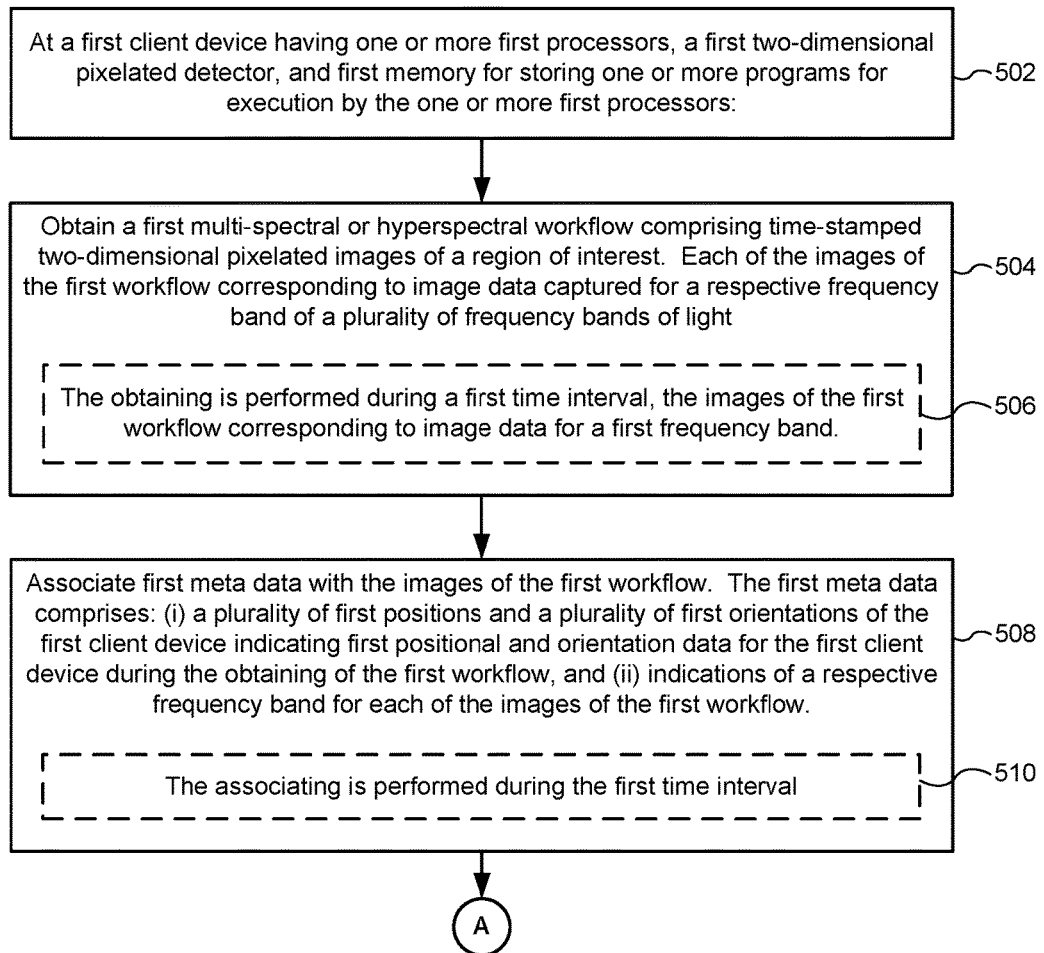 At a first client device having one or more first processors, a first two-dimensional
pixelated detector, and first memory for storing one or more programs for
execution by the one or more first processors:
502
Obtain a first multi-spectral or hyperspectral workflow comprising time-stamped
two-dimensional pixelated images of a region of interest.  Each of the images of
the first workflow corresponding to image data captured for a respective frequency
band of a plurality of frequency bands of light
504
The obtaining is performed during a first time interval, the images of the first
workflow corresponding to image data for a first frequency band.
506
Associate first meta data with the images of the first workflow.  The first meta data
comprises: (i) a plurality of first positions and a plurality of first orientations of the
first client device indicating first positional and orientation data for the first client
device during the obtaining of the first workflow, and (ii) indications of a respective
frequency band for each of the images of the first workflow.
508
The associating is performed during the first time interval
510
A